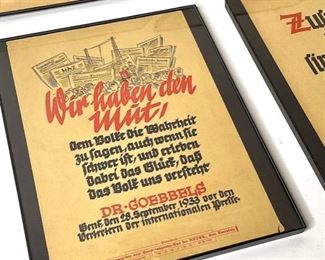 Wir haben den
Mut,
dem Volke die Wahrheit
zu sagen, auch wenn sie
schwer ist, und erleben
dabei das Glück, daß
das Volk uns versteht
DR. GOEBBELS
Genf, den 28. September 1933 vor den
Vertretern der internationalen Presse.
Zwi